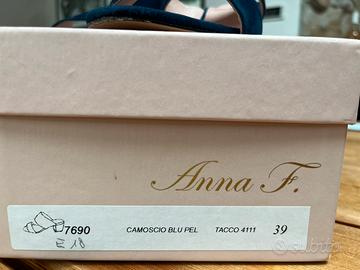 Anna F.
7690 CAMOSCIO BLU PEL TACCO 4111 39
E 18
subito